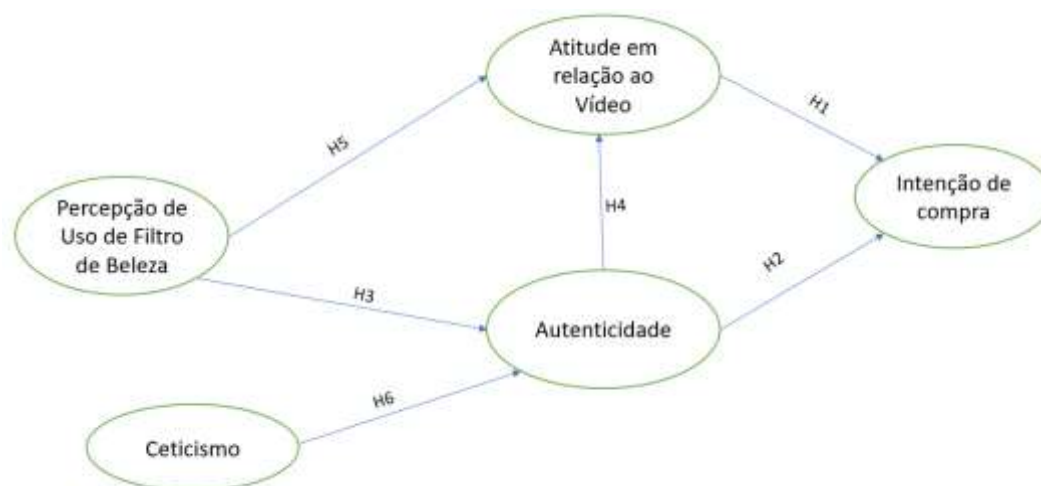 Atitude em
relação ao
Vídeo
H1
H5
Intenção de
compra
Percepção de
Uso de Filtro
de Beleza
H4
H2
H3
Autenticidade
H6
Ceticismo